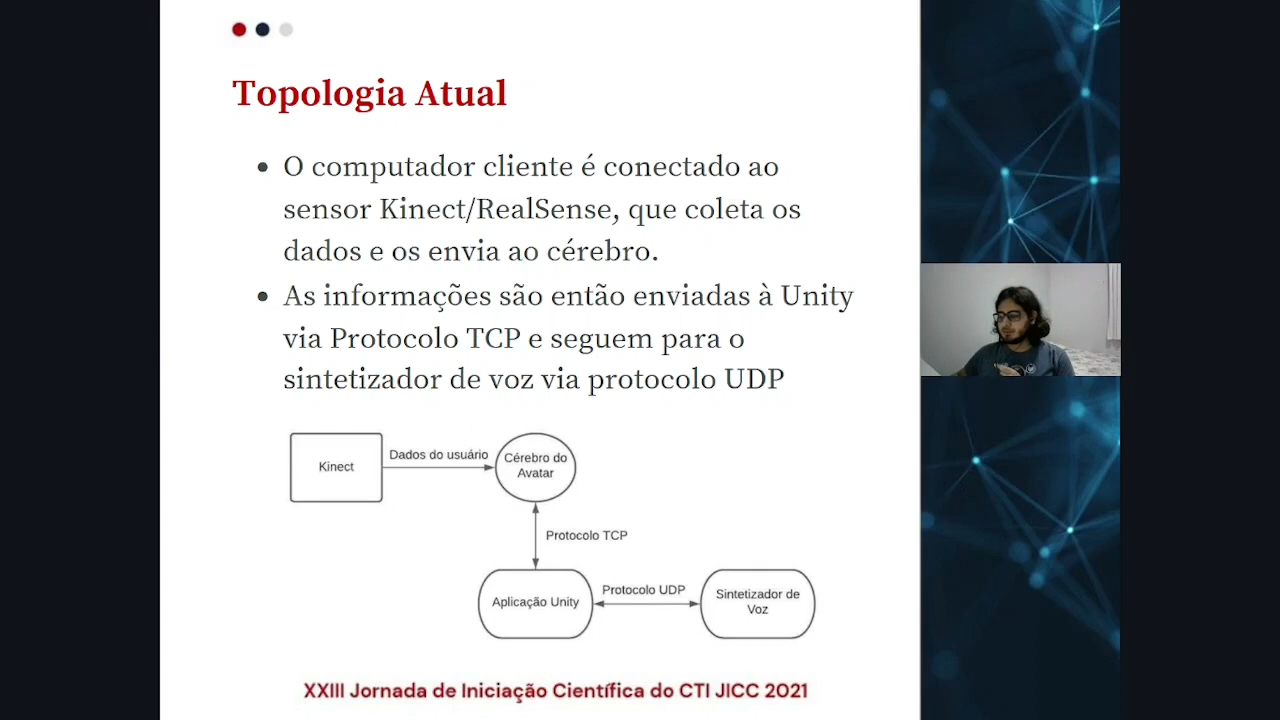 Topologia Atual
• O computador cliente é conectado ao
sensor Kinect/RealSense, que coleta os
dados e os envia ao cérebro.
• As informações são então enviadas à Unity
via Protocolo TCP e seguem para o
sintetizador de voz via protocolo UDP
Kinect
Dados do usuário
Cérebro do
Avatar
Protocolo TCP
Aplicação Unity
Protocolo UDP
Sintetizador de
Voz
XXIII Jornada de Iniciação Científica do CTI JICC 2021